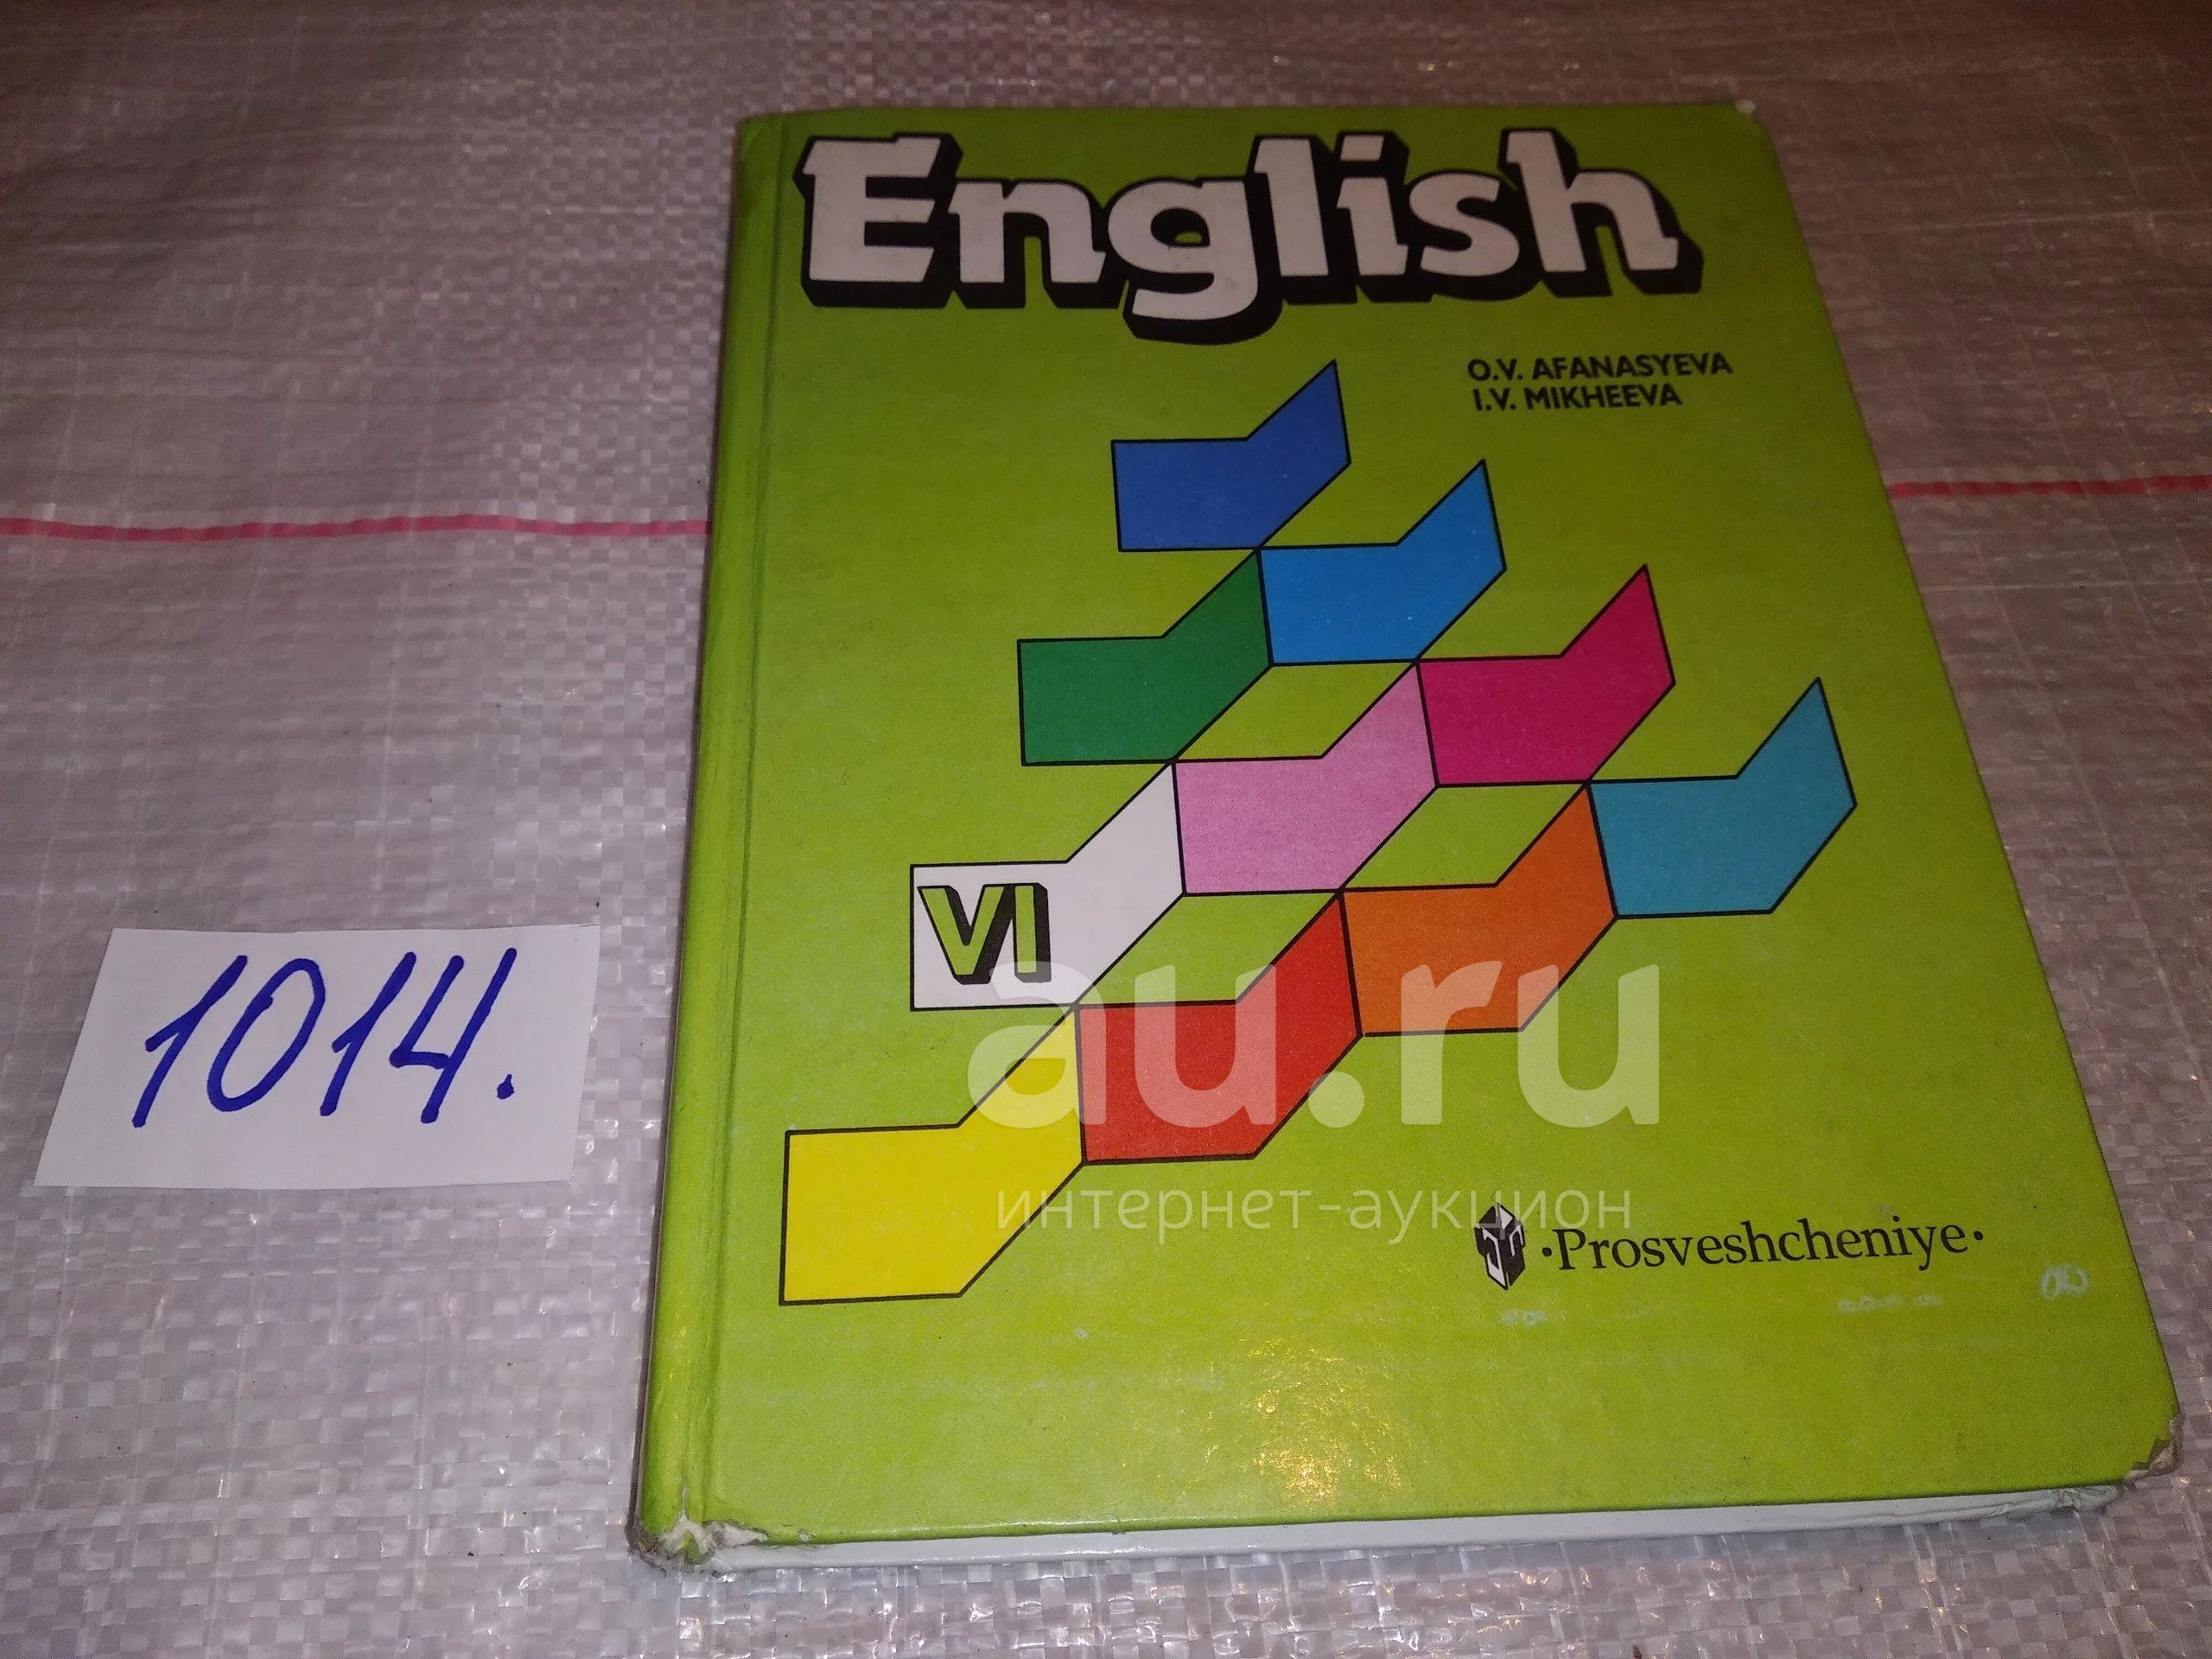 English
O.V. AFANASYEVA
I.V. MIKHEEVA
VI
1014.
au.ru
интернет-аукцион
·Prosveshcheniye·